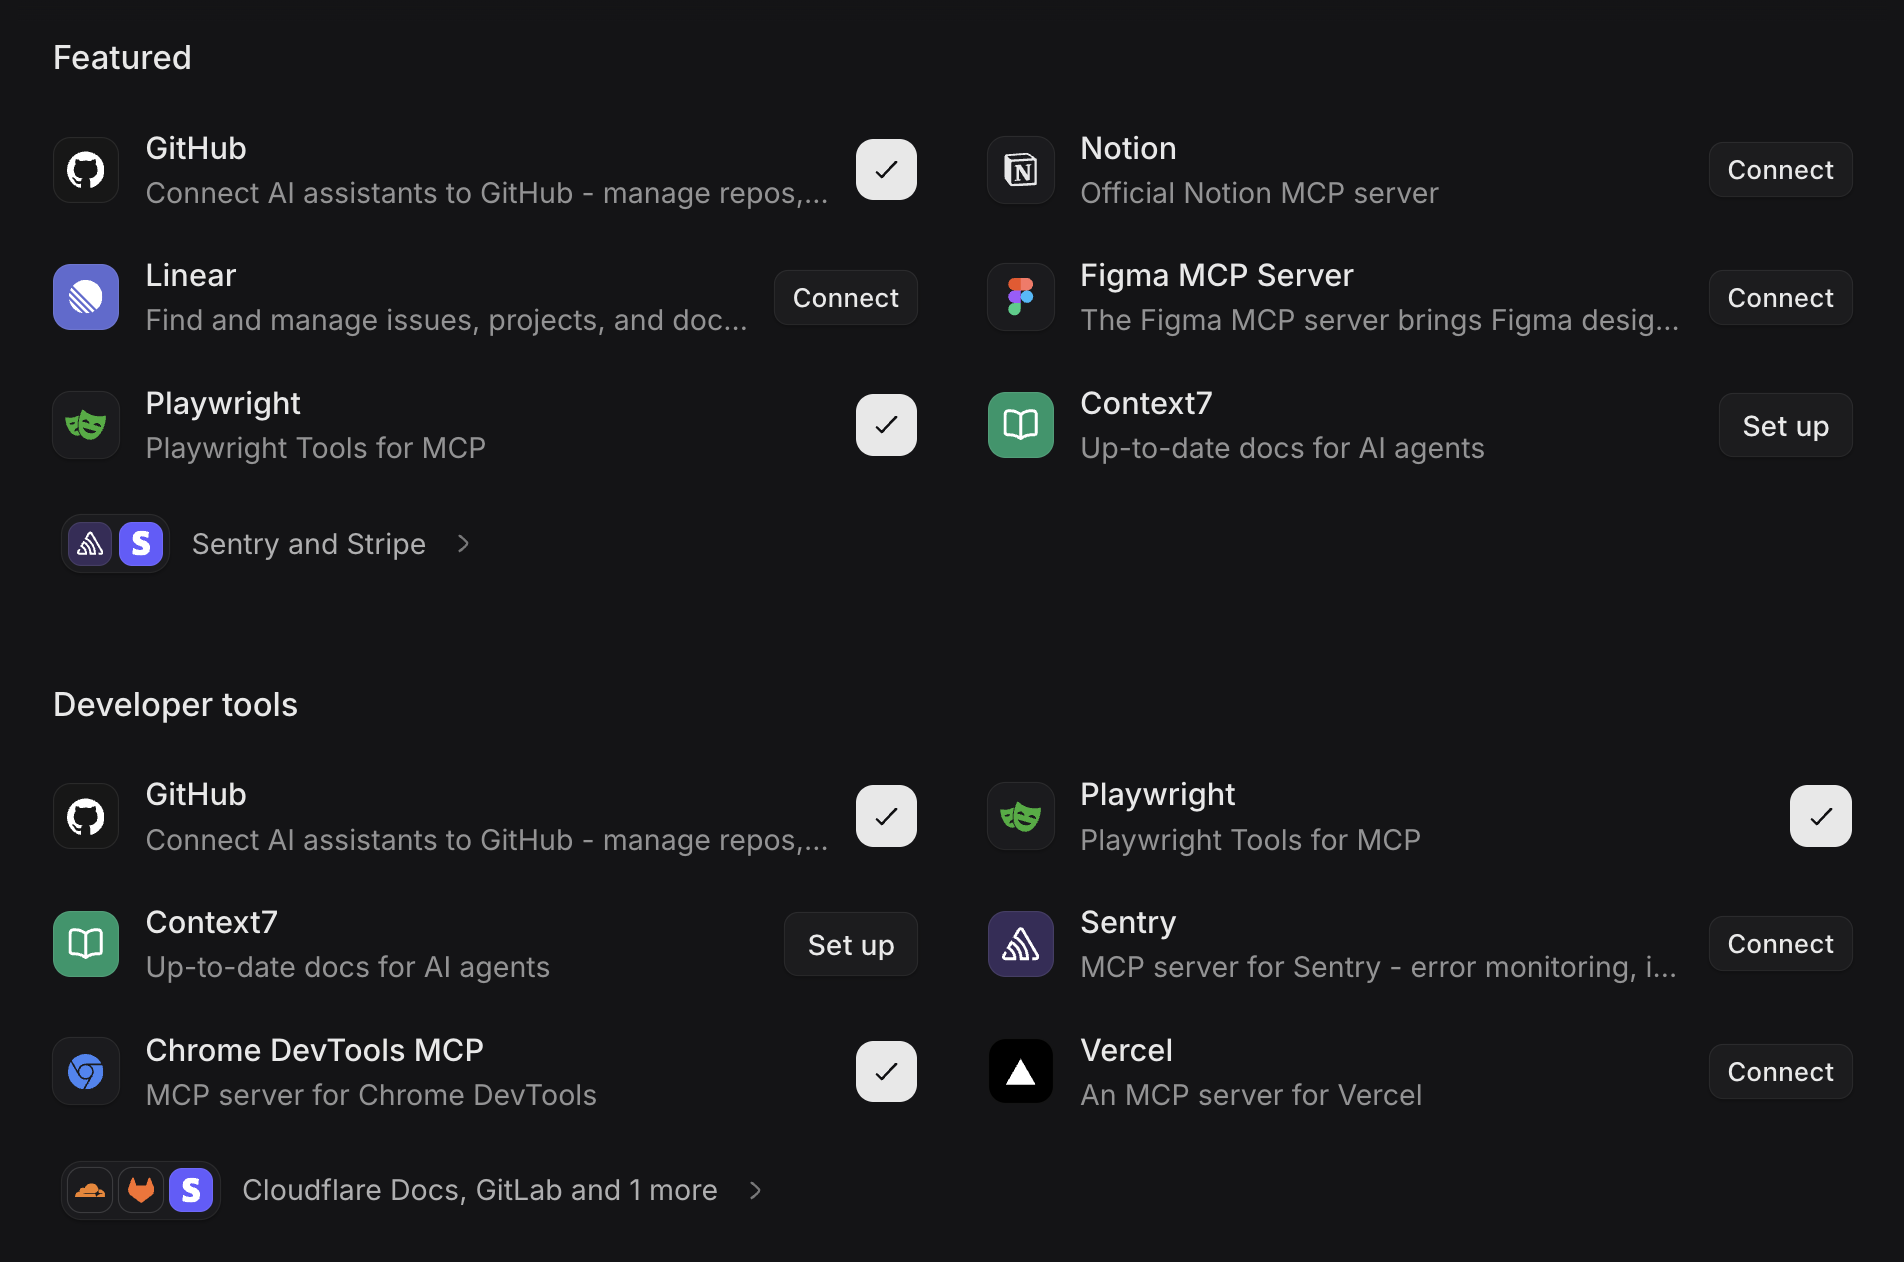 Featured
GitHub
Connect AI assistants to GitHub - manage repos,...
Notion
Official Notion MCP server
Connect
Linear
Find and manage issues, projects, and doc...
Connect
Figma MCP Server
The Figma MCP server brings Figma desig...
Connect
Playwright
Playwright Tools for MCP
Context7
Up-to-date docs for AI agents
Set up
Sentry and Stripe
Developer tools
GitHub
Connect AI assistants to GitHub - manage repos,...
Playwright
Playwright Tools for MCP
Context7
Up-to-date docs for AI agents
Set up
Sentry
MCP server for Sentry - error monitoring, i...
Connect
Chrome DevTools MCP
MCP server for Chrome DevTools
Vercel
An MCP server for Vercel
Connect
Cloudflare Docs, GitLab and 1 more